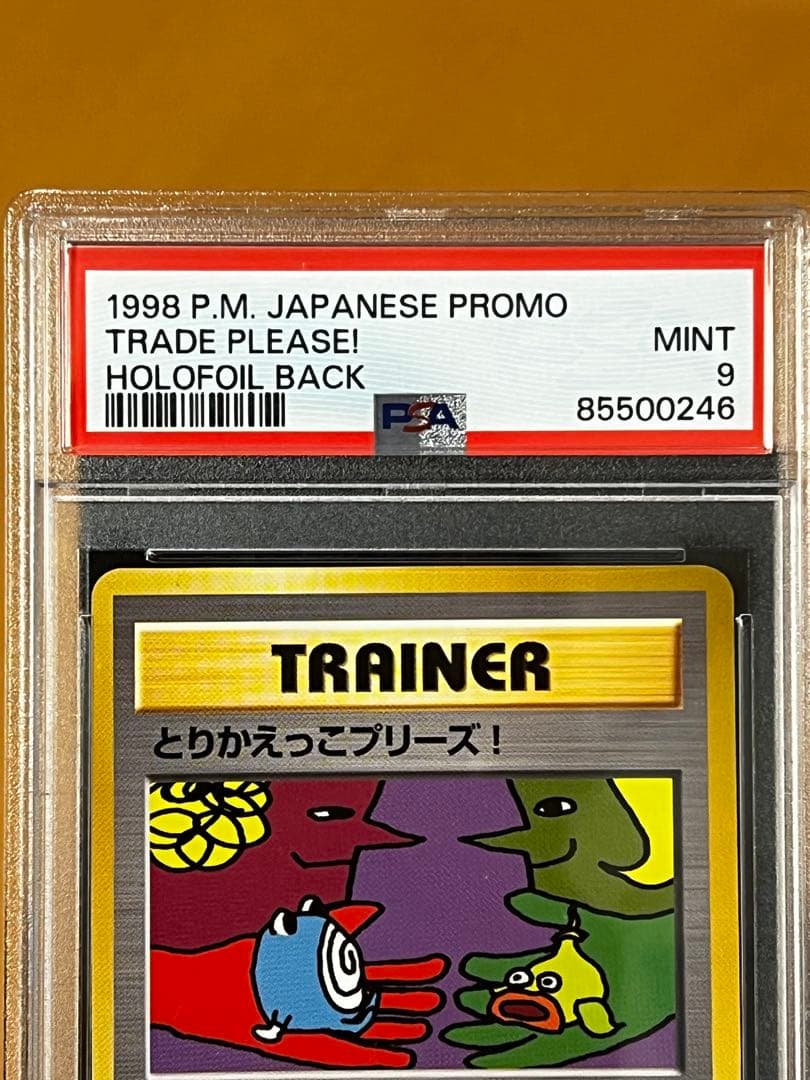 1998 P.M. JAPANESE PROMO
TRADE PLEASE! MINT
HOLOFOIL BACK 9
PSA 85500246
TRAINER
とりかえっこプリーズ！